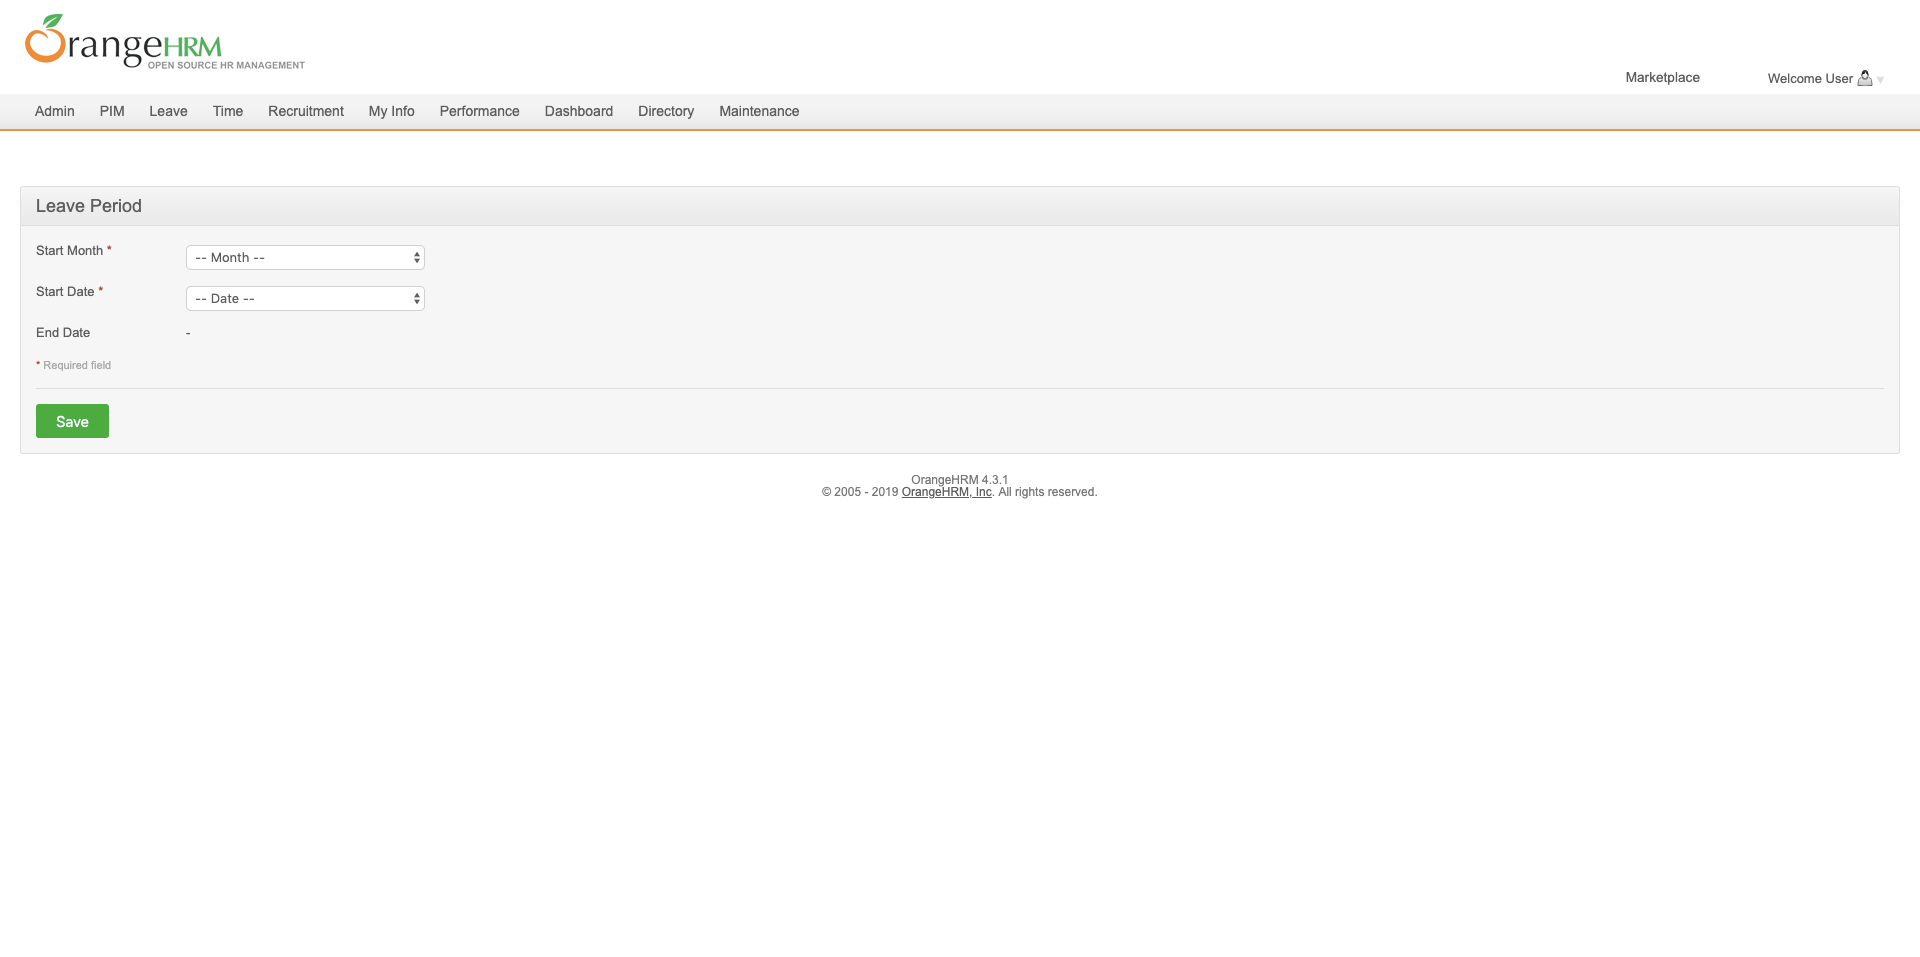 OrangeHRM
OPEN SOURCE HR MANAGEMENT
Marketplace
Welcome User
Admin PIM Leave Time Recruitment My Info Performance Dashboard Directory Maintenance
Leave Period
Start Month *
-- Month --
Start Date *
-- Date --
End Date -
* Required field
Save
OrangeHRM 4.3.1
© 2005 - 2019 OrangeHRM, Inc. All rights reserved.